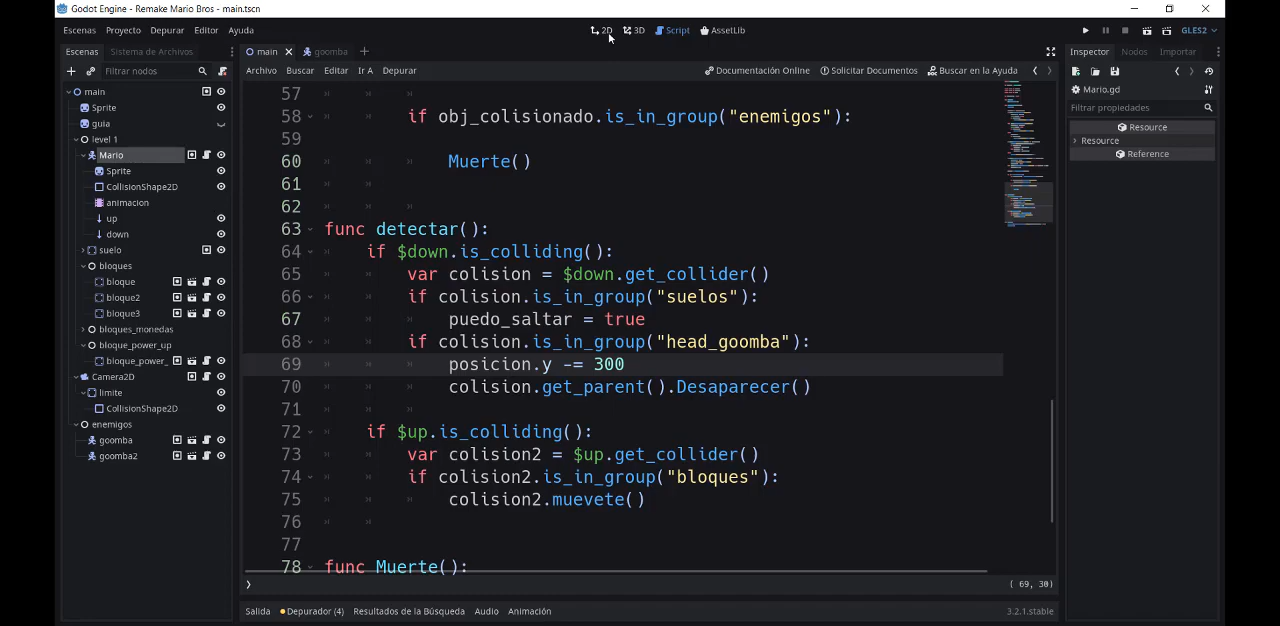 Godot Engine - Remake Mario Bros - main.tscn
Escenas Proyecto Depurar Editor Ayuda 2D 3D Script AssetLib GLES2
Escenas Sistema de Archivos main goomba Inspector Nodos Importar
Filtrar nodos Archivo Buscar Editar Ir A Depurar Documentación Online Solicitar Documentos Buscar en la Ayuda
main
Sprite
guia
level 1
Mario
Sprite
CollisionShape2D
animacion
up
down
suelo
bloques
bloque
bloque2
bloque3
bloques_monedas
bloque_power_up
bloque_power_
Camera2D
limite
CollisionShape2D
enemigos
goomba
goomba2
57
58 if obj_colisionado.is_in_group("enemigos"):
59
60 Muerte()
61
62
63 func detectar():
64 if $down.is_colliding():
65 var colision = $down.get_collider()
66 if colision.is_in_group("suelos"):
67 puedo_saltar = true
68 if colision.is_in_group("head_goomba"):
69 posicion.y -= 300
70 colision.get_parent().Desaparecer()
71
72 if $up.is_colliding():
73 var colision2 = $up.get_collider()
74 if colision2.is_in_group("bloques"):
75 colision2.muevete()
76
77
78 func Muerte():
( 69, 30)
Salida Depurador (4) Resultados de la Búsqueda Audio Animación 3.2.1.stable
Mario.gd
Filtrar propiedades
Resource
Resource
Reference